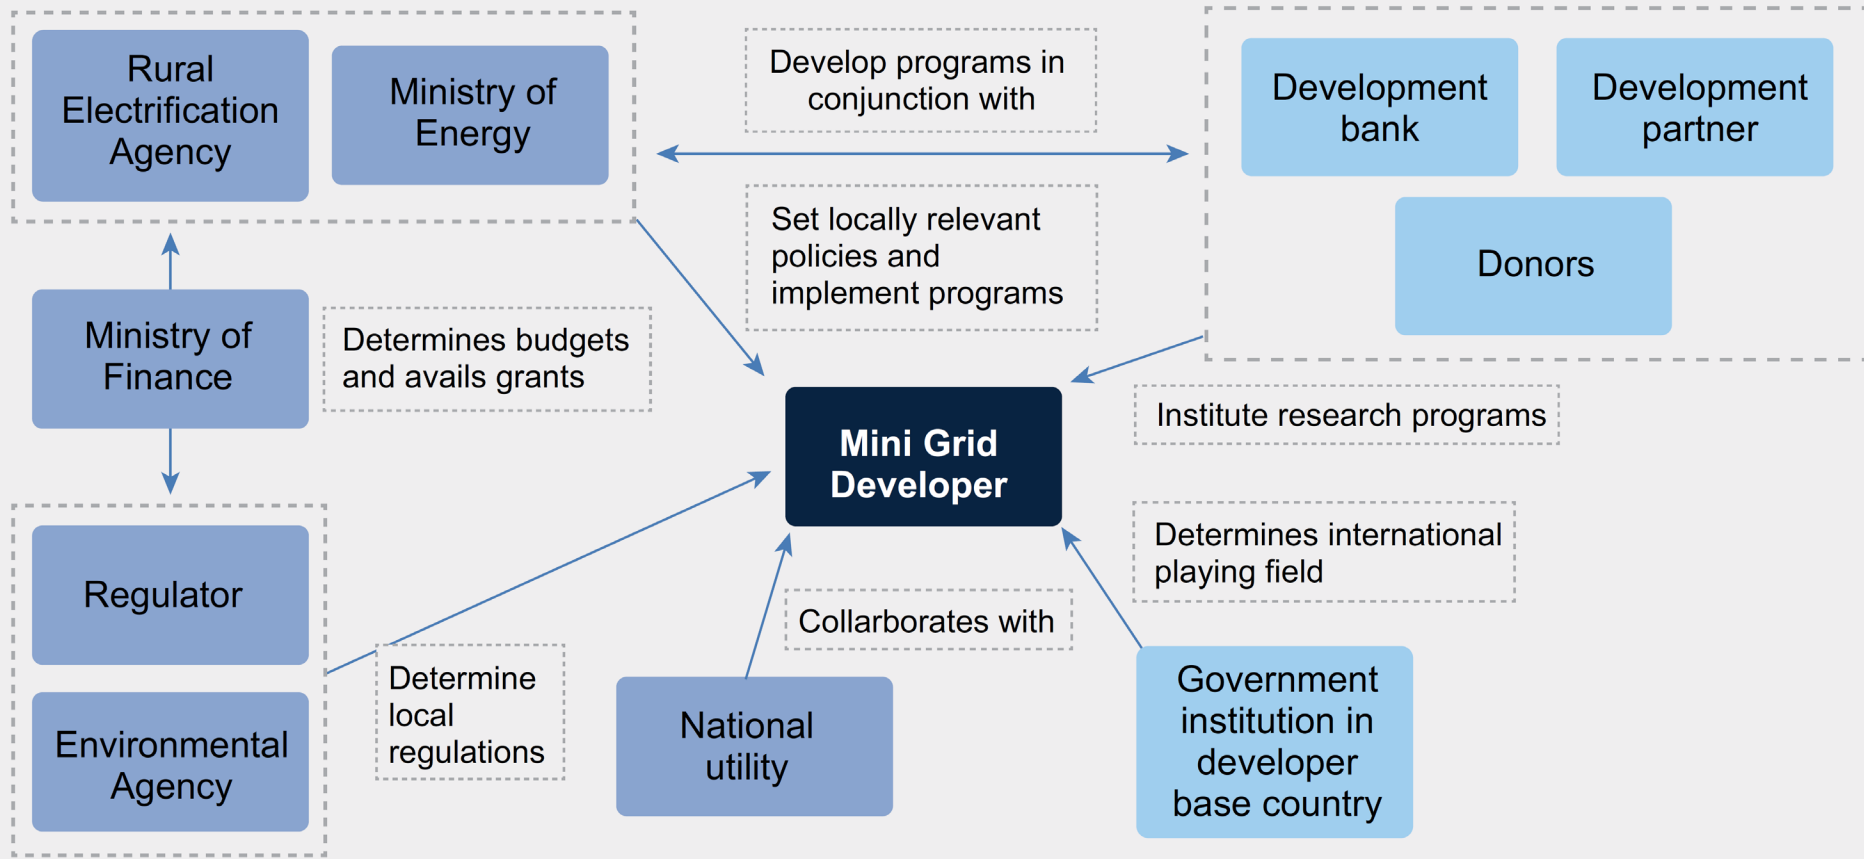 Rural
Electrification
Agency
Ministry of
Energy
Develop programs in
conjunction with
Development
bank
Development
partner
Donors
Set locally relevant
policies and
implement programs
Ministry of
Finance
Determines budgets
and avails grants
Institute research programs
Mini Grid
Developer
Determines international
playing field
Regulator
Environmental
Agency
Determine
local
regulations
Collarborates with
National
utility
Government
institution in
developer
base country